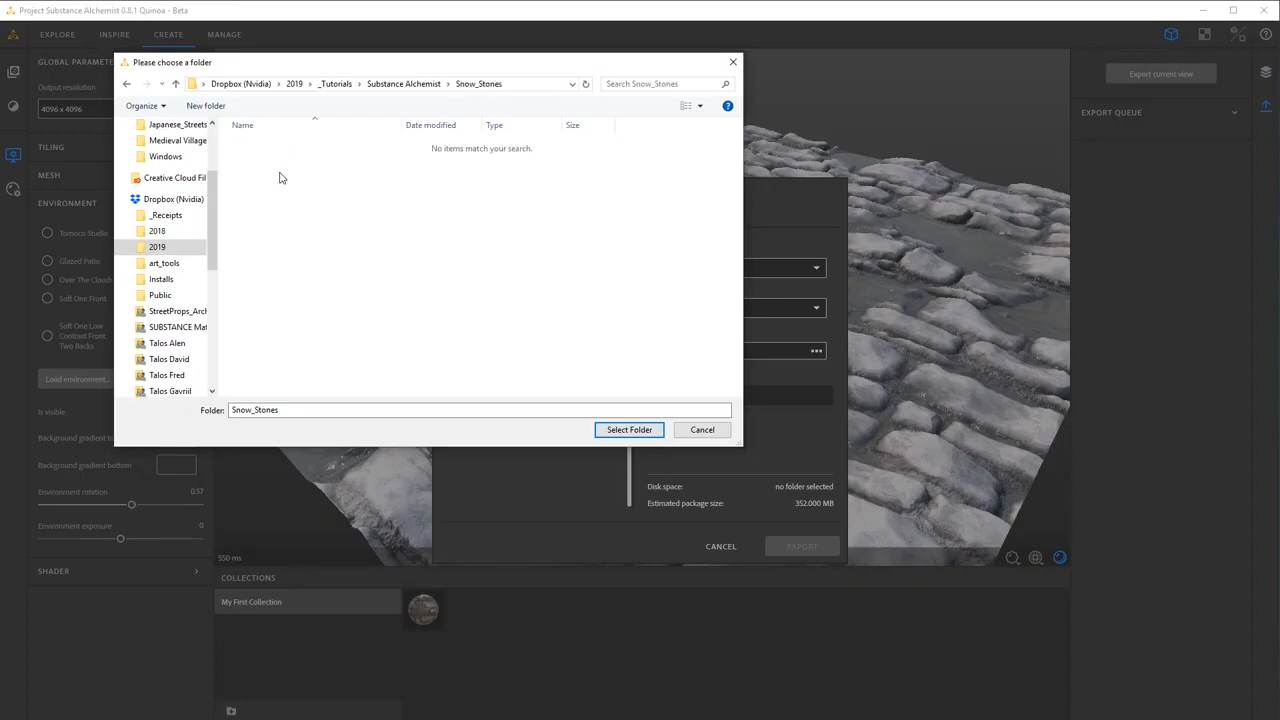 Project Substance Alchemist 0.8.1 Quinoa - Beta
EXPLORE INSPIRE CREATE MANAGE
GLOBAL PARAMETE
Output resolution
4096 x 4096
TILING
MESH
ENVIRONMENT
Tomoco Studio
Glazed Patio
Over The Clouds
Soft One Front
Soft One Low
Contrast Front
Two Backs
Load environment...
Is visible
Background gradient to
Background gradient bottom
Environment rotation 0.57
Environment exposure 0
SHADER
Please choose a folder
Dropbox (Nvidia) 2019 _Tutorials Substance Alchemist Snow_Stones
Search Snow_Stones
Organize New folder
Japanese_Streets
Medieval Village
Windows
Creative Cloud Fil
Dropbox (Nvidia)
_Receipts
2018
2019
art_tools
Installs
Public
StreetProps_Arch
SUBSTANCE Mat
Talos Alen
Talos David
Talos Fred
Talos Gavriil
Name Date modified Type Size
No items match your search.
Folder: Snow_Stones
Select Folder Cancel
Disk space: no folder selected
Estimated package size: 352.000 MB
CANCEL EXPORT
550 ms
COLLECTIONS
My First Collection
Export current view
EXPORT QUEUE